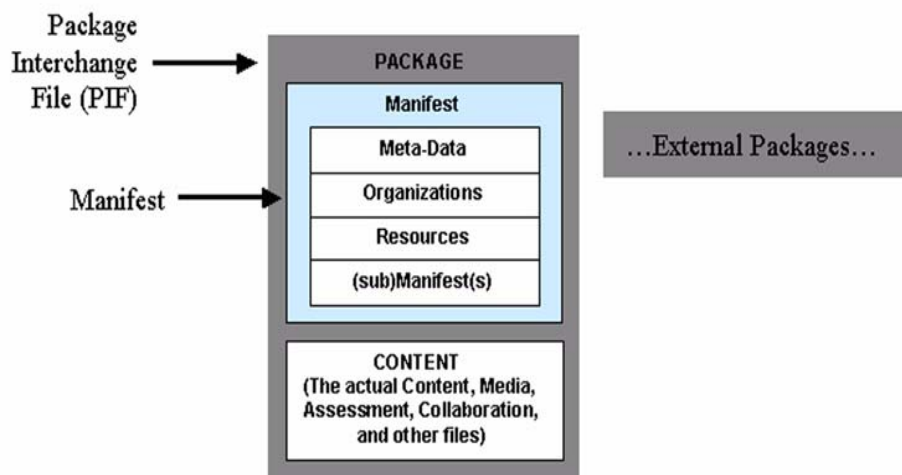 Package
Interchange
File (PIF)
PACKAGE
Manifest
Meta-Data
Organizations
Resources
(sub)Manifest(s)
Manifest
…External Packages…
CONTENT
(The actual Content, Media,
Assessment, Collaboration,
and other files)